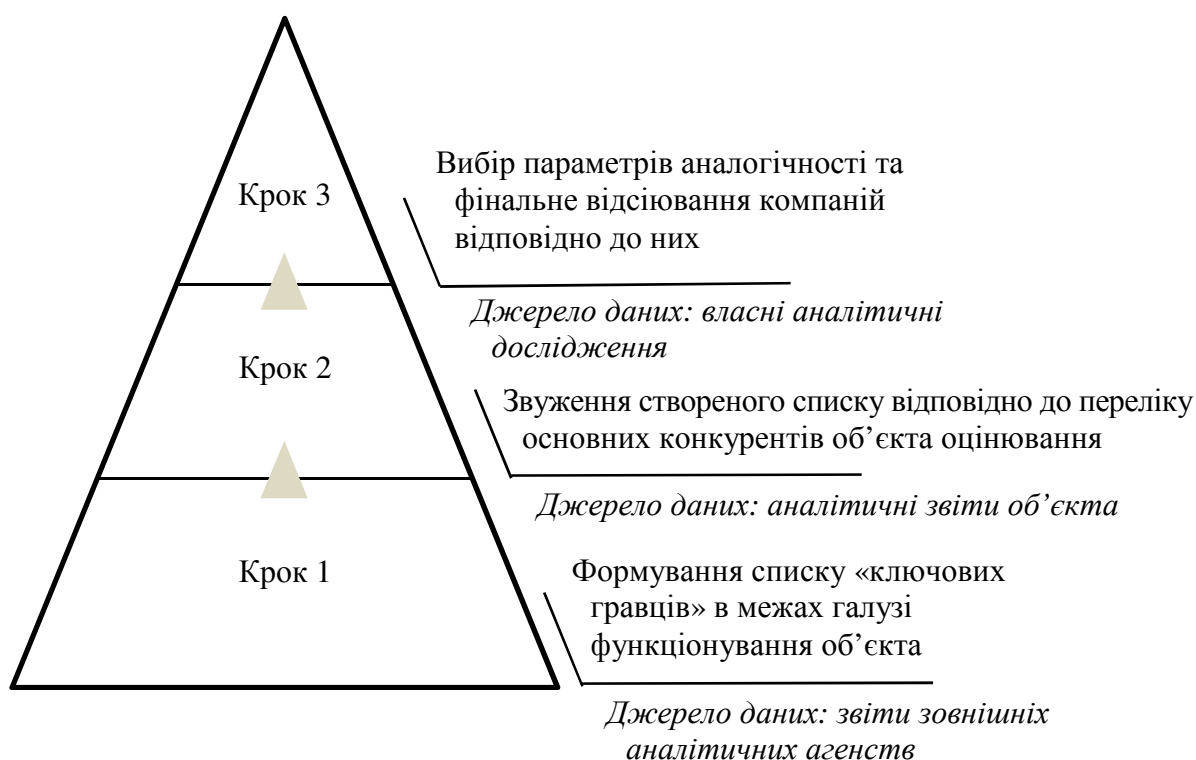 Крок 3
Вибір параметрів аналогічності та
фінальне відсіювання компаній
відповідно до них
Джерело даних: власні аналітичні
дослідження
Крок 2
Звуження створеного списку відповідно до переліку
основних конкурентів об’єкта оцінювання
Джерело даних: аналітичні звіти об’єкта
Крок 1
Формування списку «ключових
гравців» в межах галузі
функціонування об’єкта
Джерело даних: звіти зовнішніх
аналітичних агенств